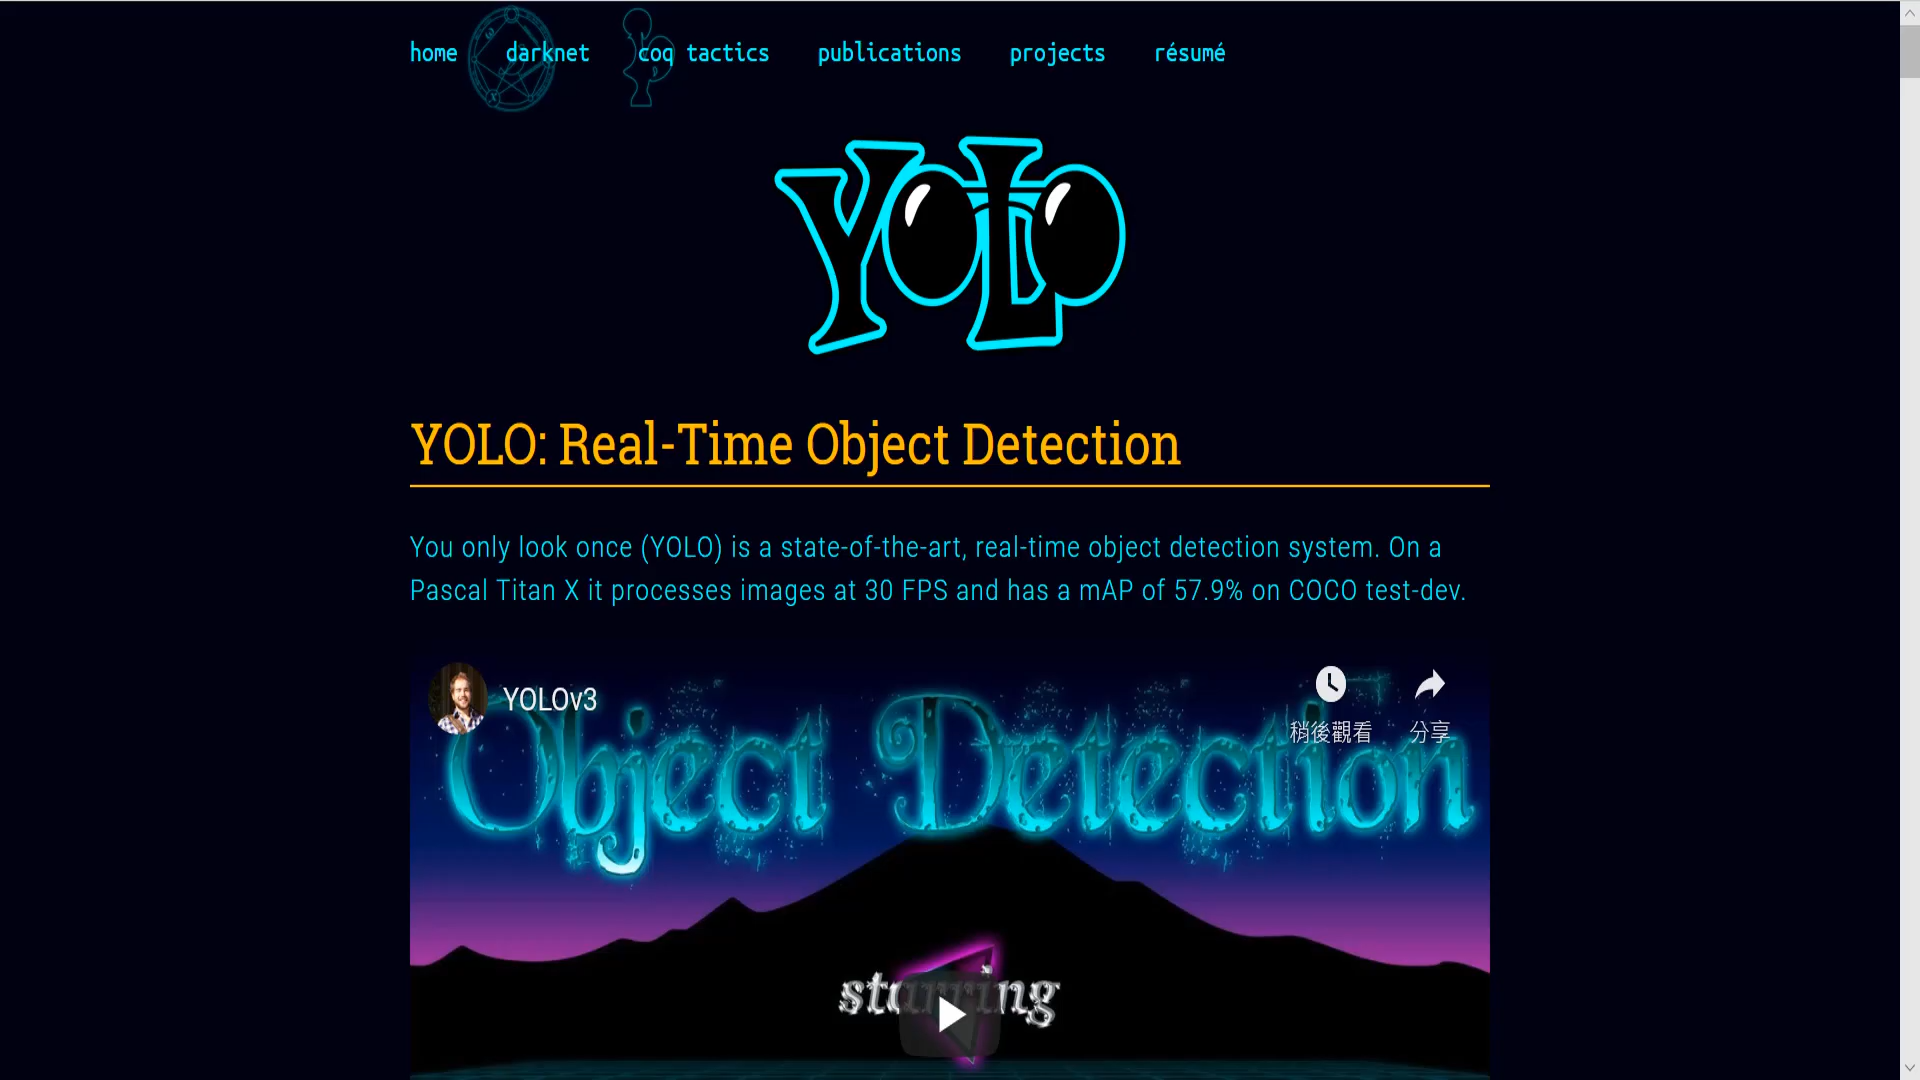 home darknet coq tactics publications projects résumé
YOLO
YOLO: Real-Time Object Detection
You only look once (YOLO) is a state-of-the-art, real-time object detection system. On a
Pascal Titan X it processes images at 30 FPS and has a mAP of 57.9% on COCO test-dev.
YOLOv3
稍後觀看 分享
Object Detection
starring